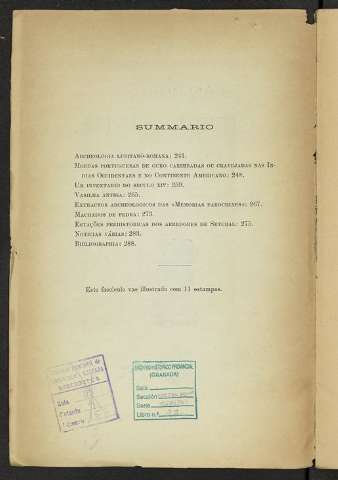 SUMMARIO
ARCHEOLOGIA LUSITANO-ROMANA: 241.
MOEDAS PORTUGUESAS DE OURO CARIMBADAS OU CRAVEJADAS NAS IN-
DIAS OCCIDENTAES E NO CONTINENTE AMERICANO: 248.
UM INVENTARIO DO SECULO XIV: 259.
VASILHA ANTIGA: 265.
EXTRACTOS ARCHEOLOGICOS DAS «MEMORIAS PAROCHIAES»: 267.
MACHADOS DE PEDRA: 273.
ESTAÇÕES PREHISTORICAS DOS ARREDORES DE SETUBAL: 275.
NOTICIAS VÁRIAS: 283.
BIBLIOGRAPHIA: 288.
Este fasciculo vae illustrado com 11 estampas.
Sala
Estante
Número
ARCHIVO HISTORICO PROVINCIAL
(GRANADA)
Sala
Sección
Serie
Libro n.º